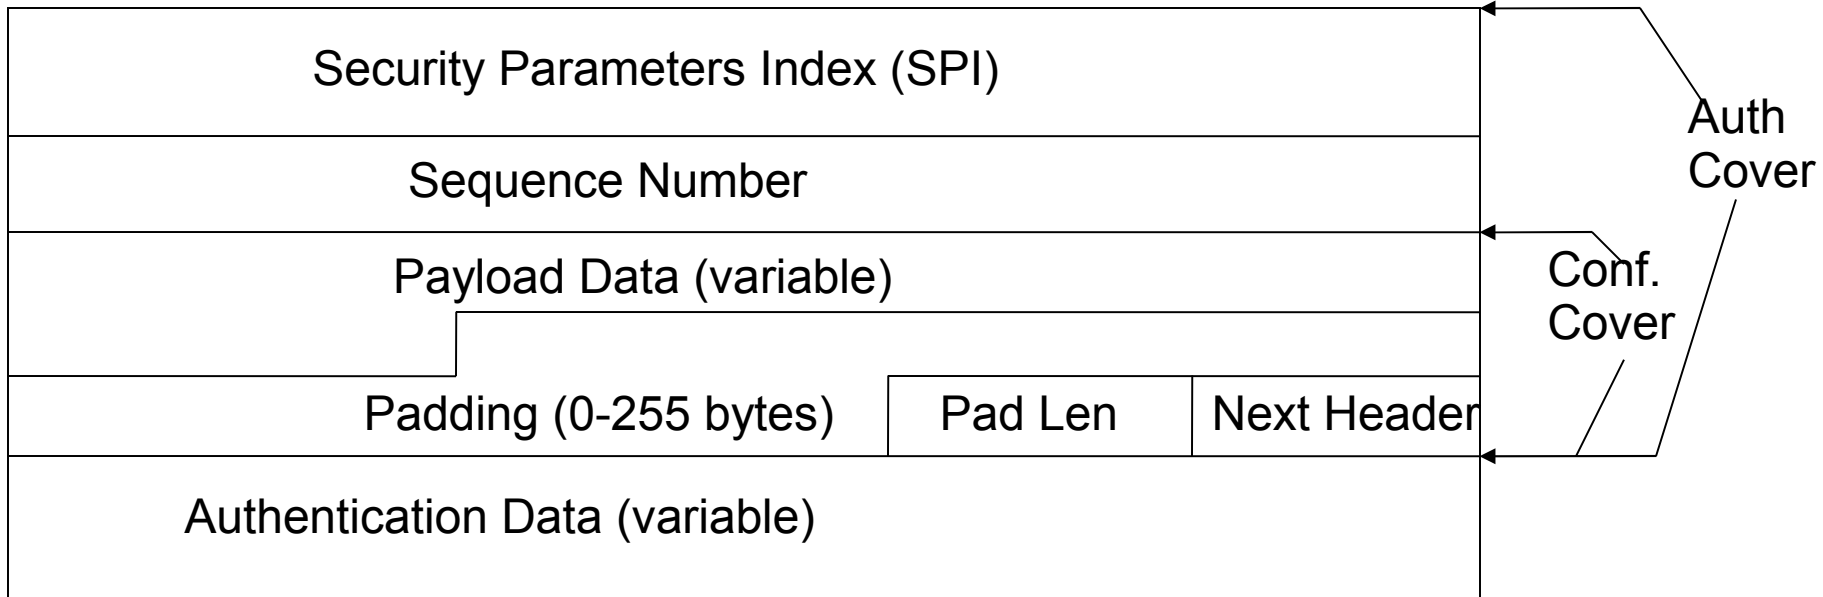 Security Parameters Index (SPI)
Auth
Cover
Sequence Number
Payload Data (variable)
Conf.
Cover
Padding (0-255 bytes)
Pad Len
Next Header
Authentication Data (variable)